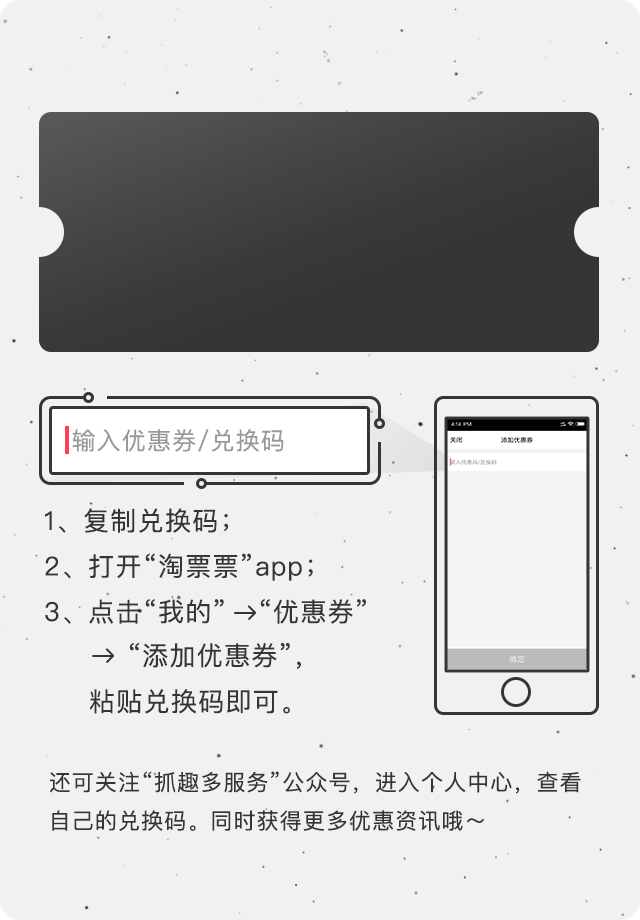 输入优惠券/兑换码
4:14 PM
关闭 添加优惠券
输入优惠码/兑换码
确定
1、复制兑换码；
2、打开“淘票票”app；
3、点击“我的” →“优惠券”
→ “添加优惠券”，
粘贴兑换码即可。
还可关注“抓趣多服务”公众号，进入个人中心，查看
自己的兑换码。同时获得更多优惠资讯哦～